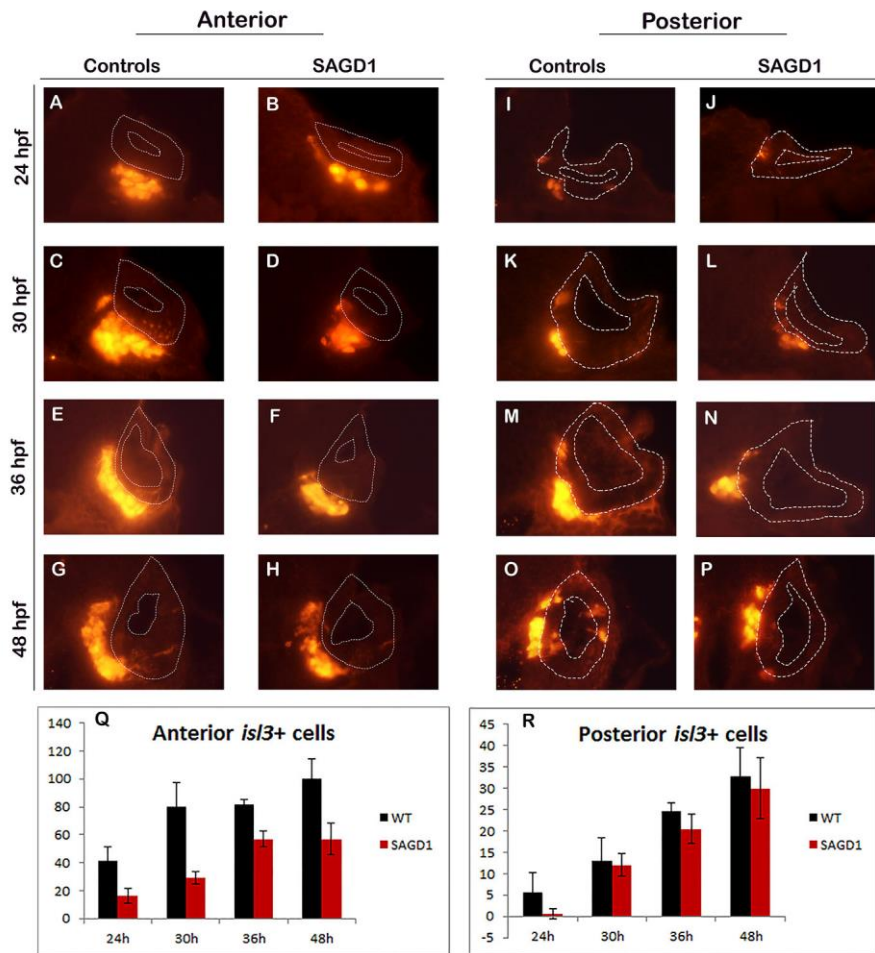 Anterior Posterior
Controls SAGD1 Controls SAGD1
24 hpf
A B I J
30 hpf
C D K L
36 hpf
E F M N
48 hpf
G H O P
Q
Anterior isl3+ cells
140
120
100
80
60
40
20
0
24h 30h 36h 48h
WT
SAGD1
R
Posterior isl3+ cells
45
40
35
30
25
20
15
10
5
0
-5
24h 30h 36h 48h
WT
SAGD1